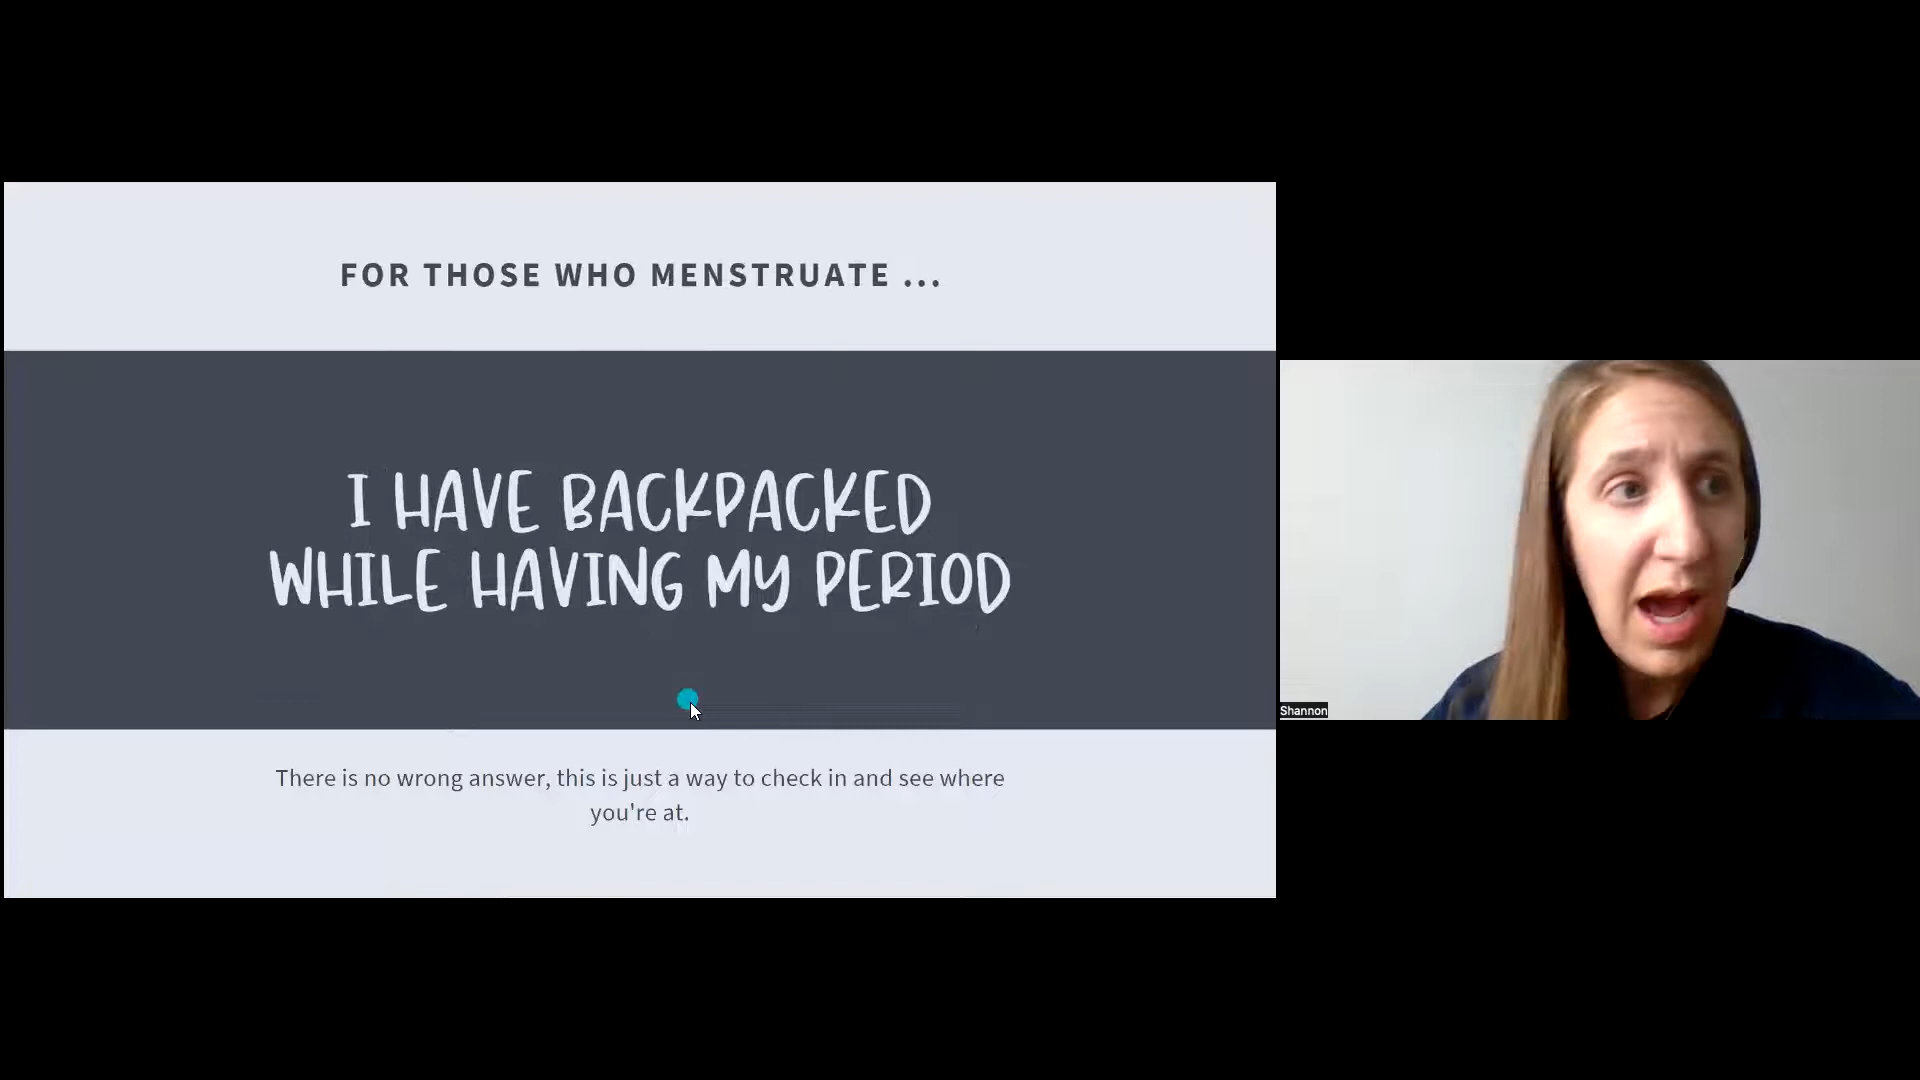 FOR THOSE WHO MENSTRUATE ...
I HAVE BACKPACKED
WHILE HAVING MY PERIOD
There is no wrong answer, this is just a way to check in and see where
you're at.
Shannon